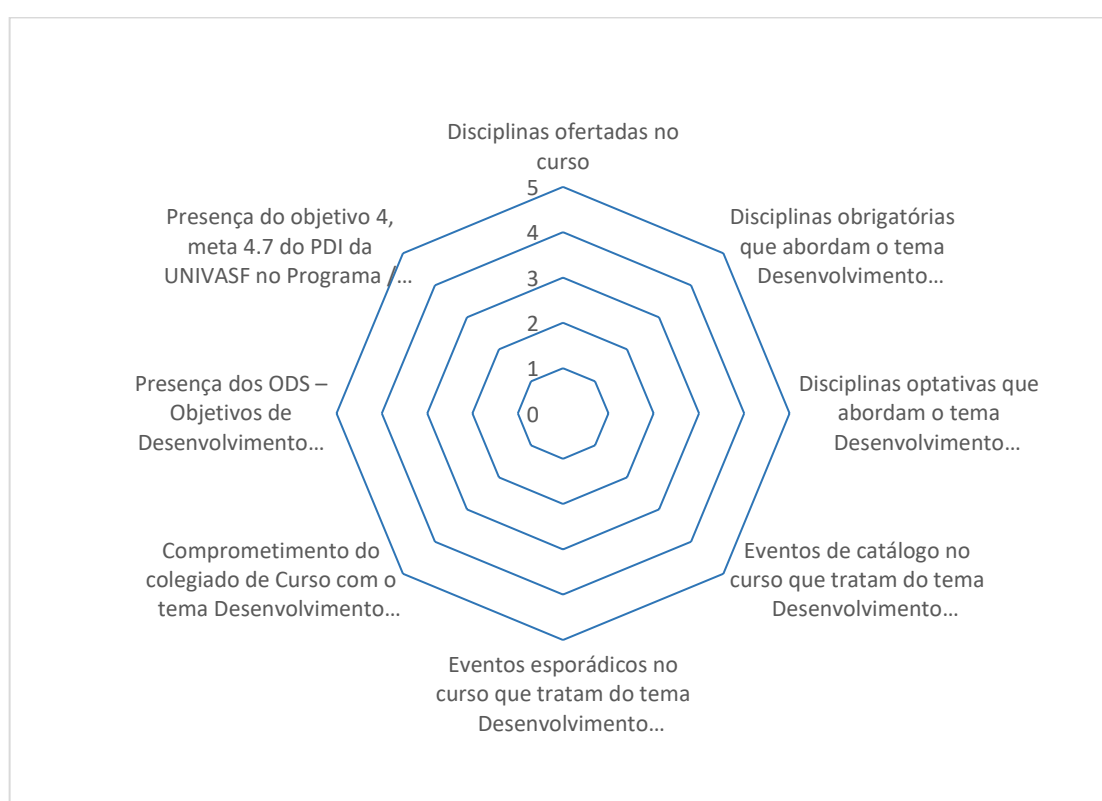 Disciplinas ofertadas no
curso
5
4
3
2
1
0
Disciplinas obrigatórias
que abordam o tema
Desenvolvimento...
Disciplinas optativas que
abordam o tema
Desenvolvimento...
Eventos de catálogo no
curso que tratam do tema
Desenvolvimento...
Eventos esporádicos no
curso que tratam do tema
Desenvolvimento...
Comprometimento do
colegiado de Curso com o
tema Desenvolvimento...
Presença dos ODS –
Objetivos de
Desenvolvimento...
Presença do objetivo 4,
meta 4.7 do PDI da
UNIVASF no Programa /...